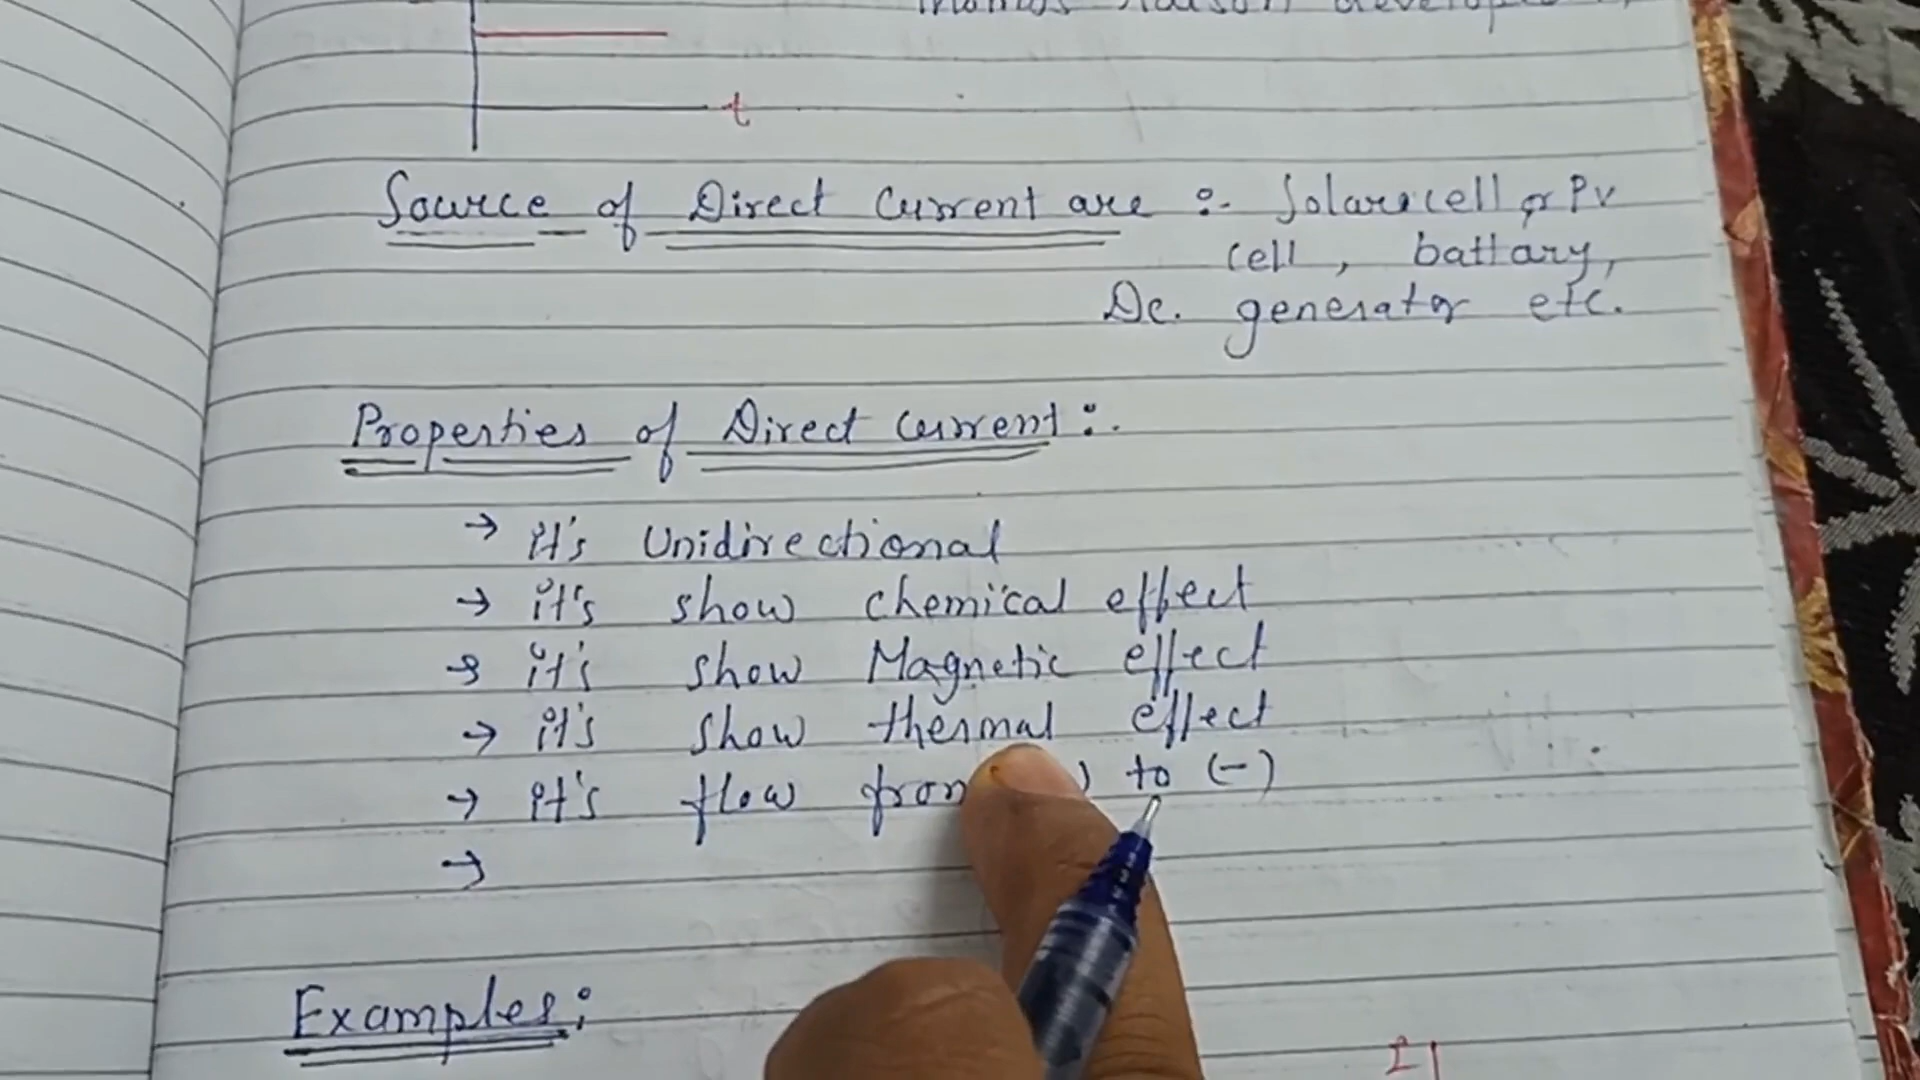 t
Source of Direct Current are :- Solar cell or PV
cell, battary,
Dc. generator etc.
Properties of Direct Current :-
→ it's Unidirectional
→ it's show chemical effect
→ it's show Magnetic effect
→ it's show thermal effect
→ it's flow from ) to (-)
→
Examples:
I